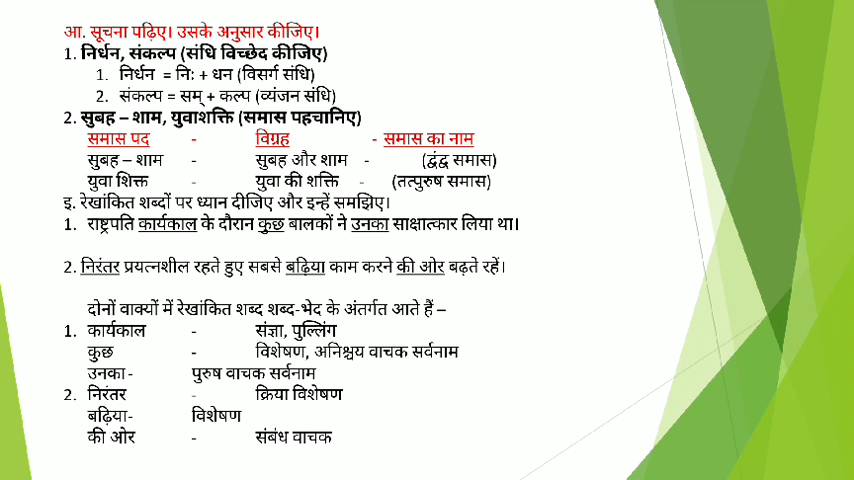 आ. सूचना पढ़िए। उसके अनुसार कीजिए।
1. निर्धन, संकल्प (संधि विच्छेद कीजिए)
1. निर्धन = निः + धन (विसर्ग संधि)
2. संकल्प = सम् + कल्प (व्यंजन संधि)
2. सुबह – शाम, युवाशक्ति (समास पहचानिए)
समास पद - विग्रह - समास का नाम
सुबह – शाम - सुबह और शाम - (द्वंद्व समास)
युवा शिक्त - युवा की शक्ति - (तत्पुरुष समास)
इ. रेखांकित शब्दों पर ध्यान दीजिए और इन्हें समझिए।
1. राष्ट्रपति कार्यकाल के दौरान कुछ बालकों ने उनका साक्षात्कार लिया था।
2. निरंतर प्रयत्नशील रहते हुए सबसे बढ़िया काम करने की ओर बढ़ते रहें।
दोनों वाक्यों में रेखांकित शब्द शब्द-भेद के अंतर्गत आते हैं –
1. कार्यकाल - संज्ञा, पुल्लिंग
कुछ - विशेषण, अनिश्चय वाचक सर्वनाम
उनका - पुरुष वाचक सर्वनाम
2. निरंतर - क्रिया विशेषण
बढ़िया- विशेषण
की ओर - संबंध वाचक